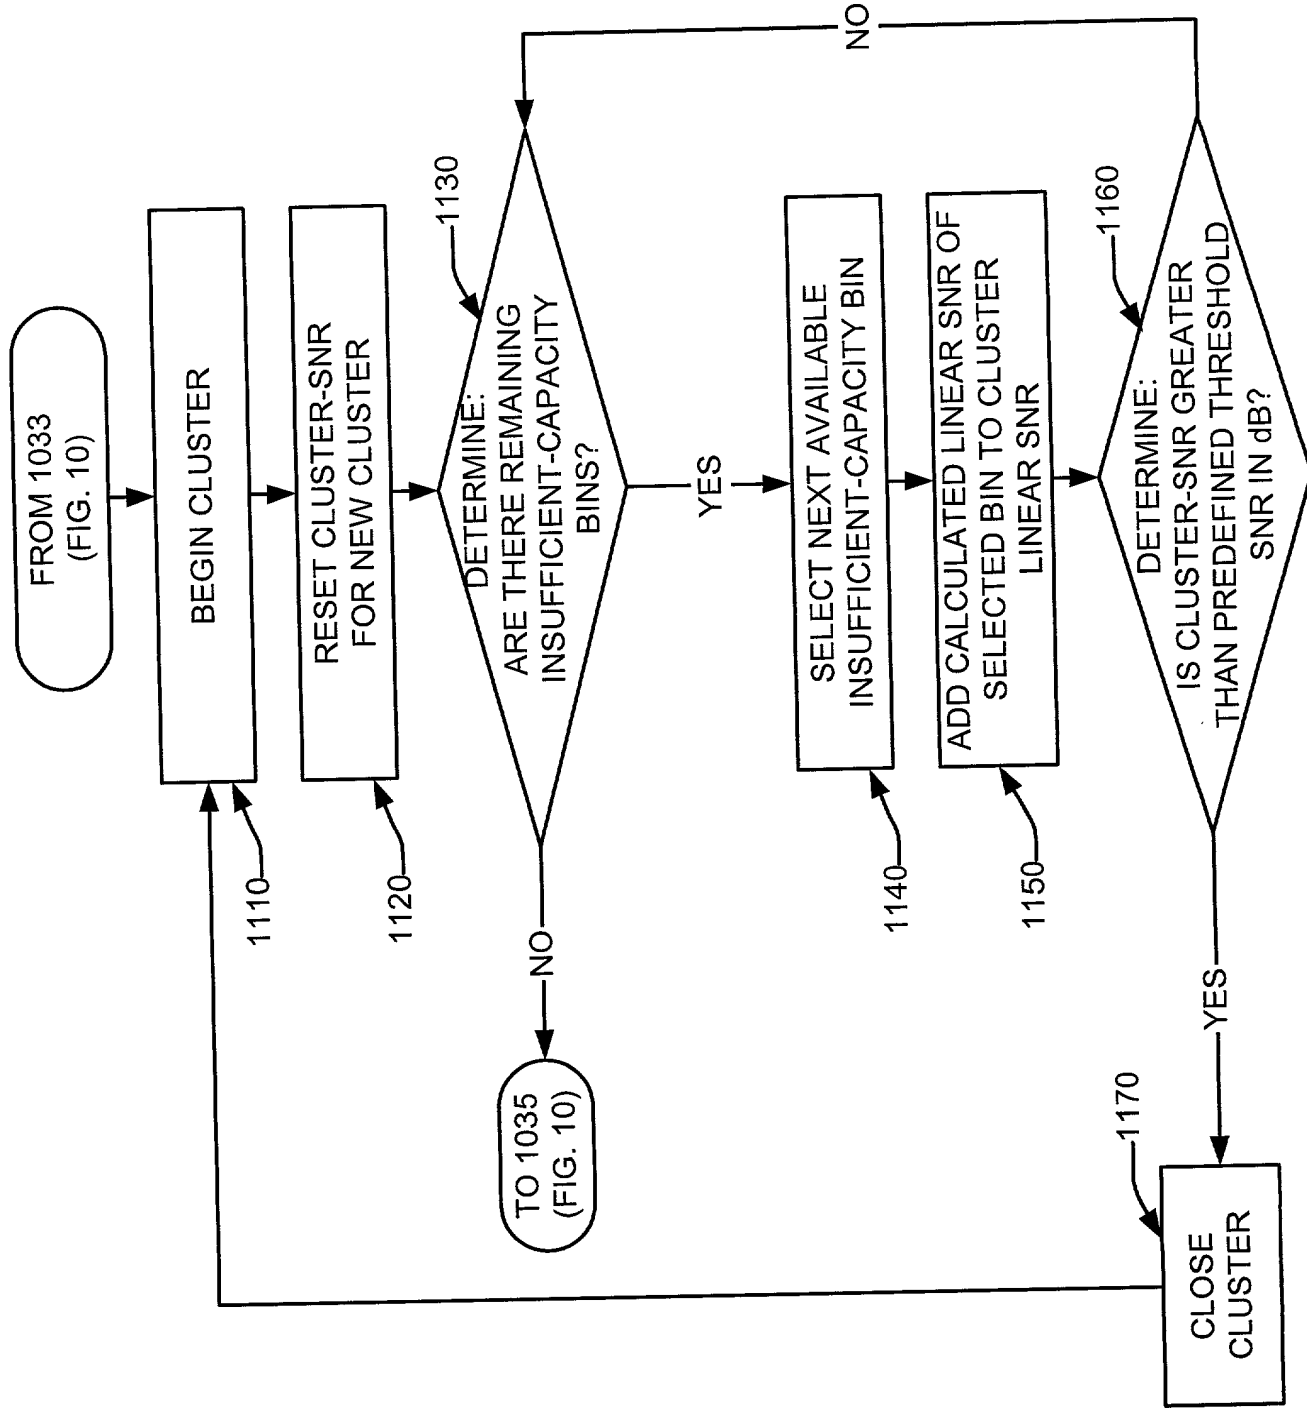 FROM 1033
(FIG. 10)
BEGIN CLUSTER
1110
RESET CLUSTER-SNR
FOR NEW CLUSTER
1120
DETERMINE:
ARE THERE REMAINING
INSUFFICIENT-CAPACITY
BINS?
1130
NO
TO 1035
(FIG. 10)
YES
SELECT NEXT AVAILABLE
INSUFFICIENT-CAPACITY BIN
1140
ADD CALCULATED LINEAR SNR OF
SELECTED BIN TO CLUSTER
LINEAR SNR
1150
DETERMINE:
IS CLUSTER-SNR GREATER
THAN PREDEFINED THRESHOLD
SNR IN dB?
1160
NO
YES
CLOSE
CLUSTER
1170